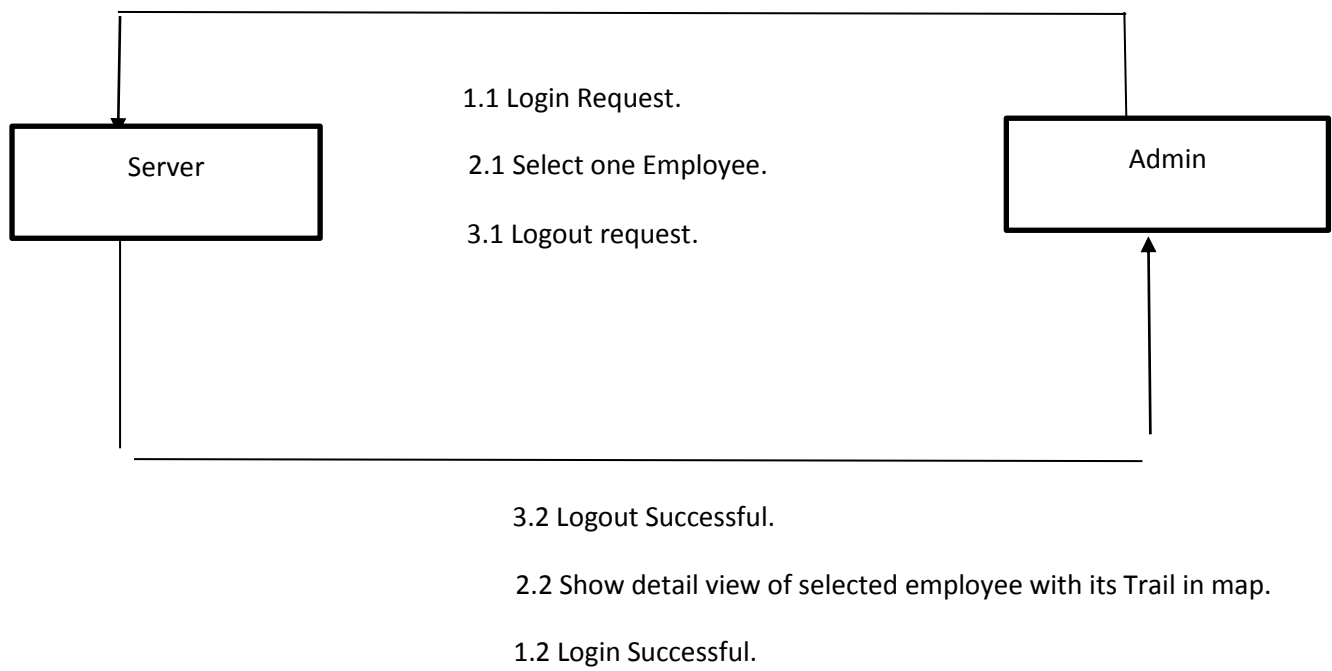 1.1 Login Request.
Server
2.1 Select one Employee.
Admin
3.1 Logout request.
3.2 Logout Successful.
2.2 Show detail view of selected employee with its Trail in map.
1.2 Login Successful.